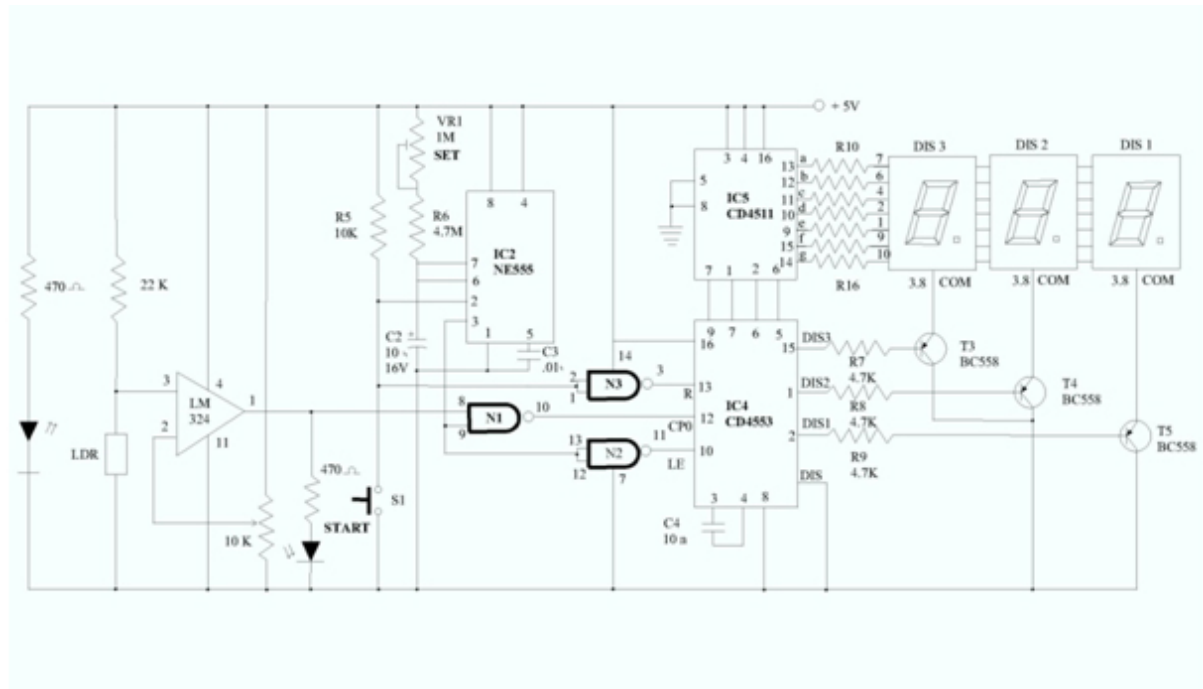 + 5V
VR1
1M
SET
R5
10K
R6
4.7M
470
22 K
LDR
3
2
4
11
1
LM
324
10 K
470
START
S1
8
4
IC2
NE555
7
6
2
3
1
5
C2
10
16V
C3
.01
8
9
N1
10
2
1
N3
14
3
13
12
N2
11
7
R
CP0
LE
3
4
16
5
8
IC5
CD4511
13
12
11
10
9
15
14
a
b
c
d
e
f
g
R10
R16
7
6
4
2
1
9
10
7
1
2
6
DIS 3
DIS 2
DIS 1
3.8
COM
3.8
COM
3.8
COM
9
7
6
5
16
13
12
10
IC4
CD4553
15
1
2
3
4
8
DIS3
DIS2
DIS1
DIS
R7
4.7K
R8
4.7K
R9
4.7K
T3
BC558
T4
BC558
T5
BC558
C4
10 n